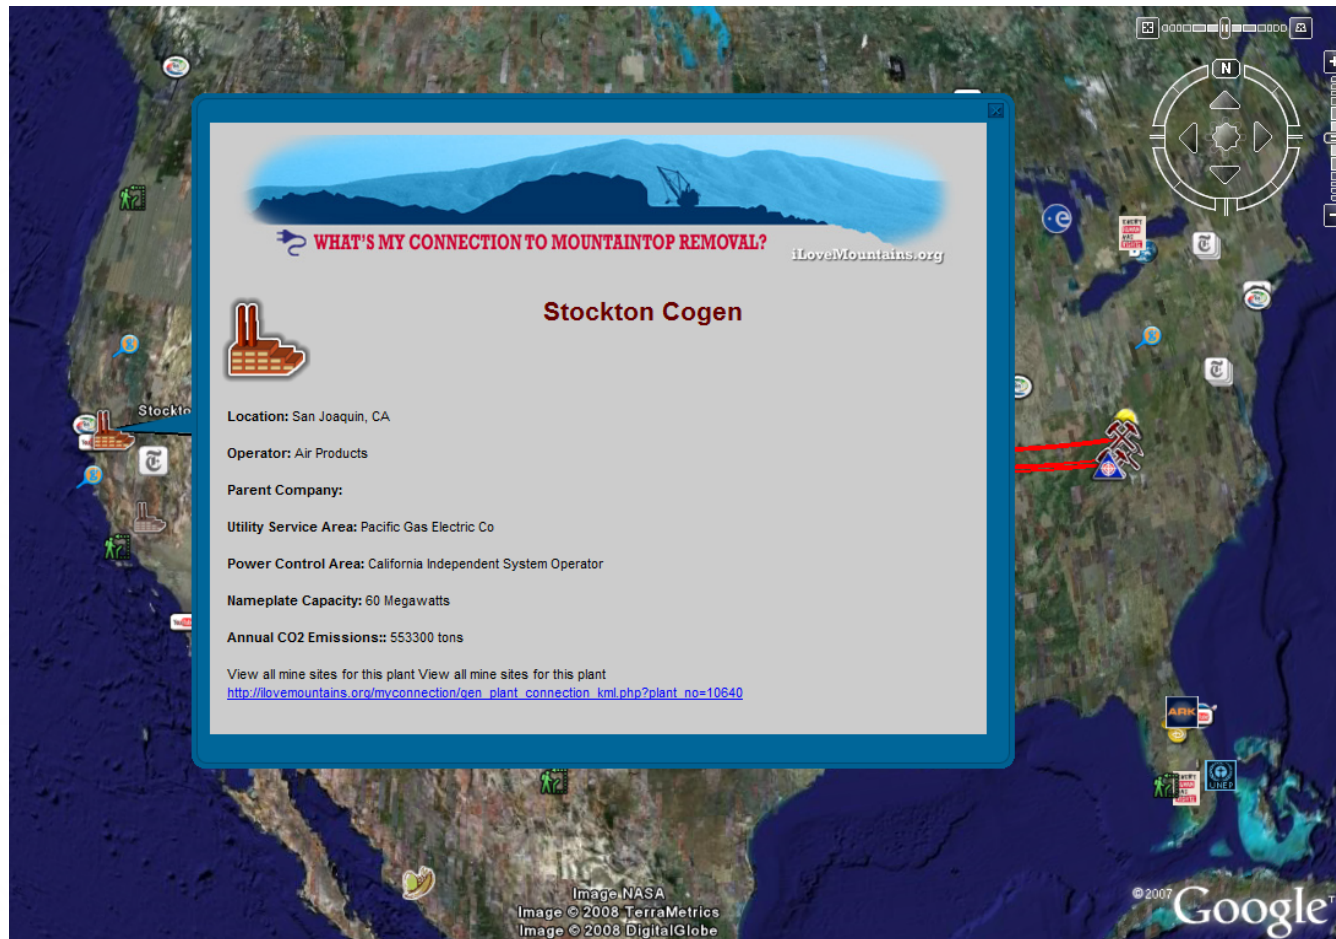 N
WHAT'S MY CONNECTION TO MOUNTAINTOP REMOVAL?
iLoveMountains.org
Stockton Cogen
Stockto
Location: San Joaquin, CA
Operator: Air Products
Parent Company:
Utility Service Area: Pacific Gas Electric Co
Power Control Area: California Independent System Operator
Nameplate Capacity: 60 Megawatts
Annual CO2 Emissions:: 553300 tons
View all mine sites for this plant View all mine sites for this plant
http://ilovemountains.org/myconnection/gen_plant_connection_kml.php?plant_no=10640
ARK
UNEP
Image NASA
Image © 2008 TerraMetrics
Image © 2008 DigitalGlobe
©2007 Google